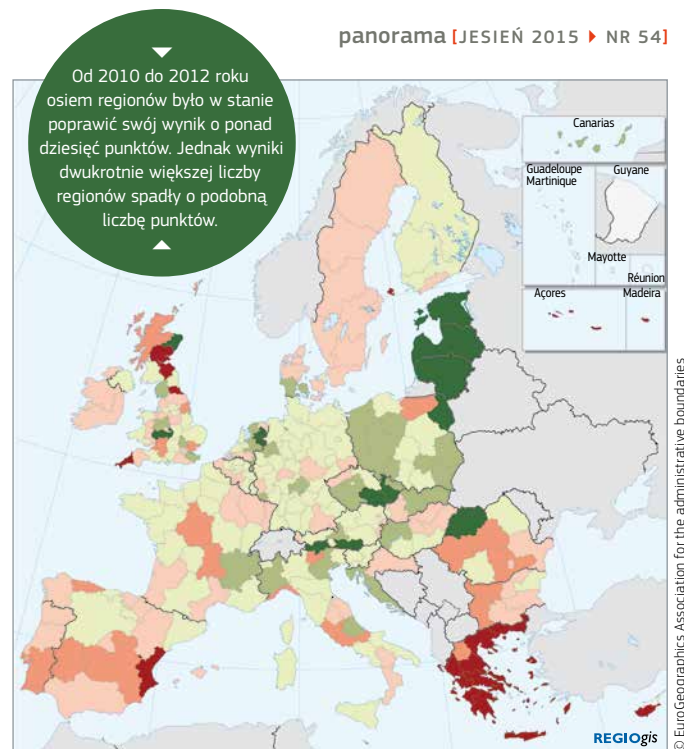 panorama [JESIEŃ 2015 ▸ NR 54]
Od 2010 do 2012 roku
osiem regionów było w stanie
poprawić swój wynik o ponad
dziesięć punktów. Jednak wyniki
dwukrotnie większej liczby
regionów spadły o podobną
liczbę punktów.
Canarias
Guadeloupe
Martinique
Guyane
Mayotte
Réunion
Açores
Madeira
REGIOgis
© EuroGeographics Association for the administrative boundaries